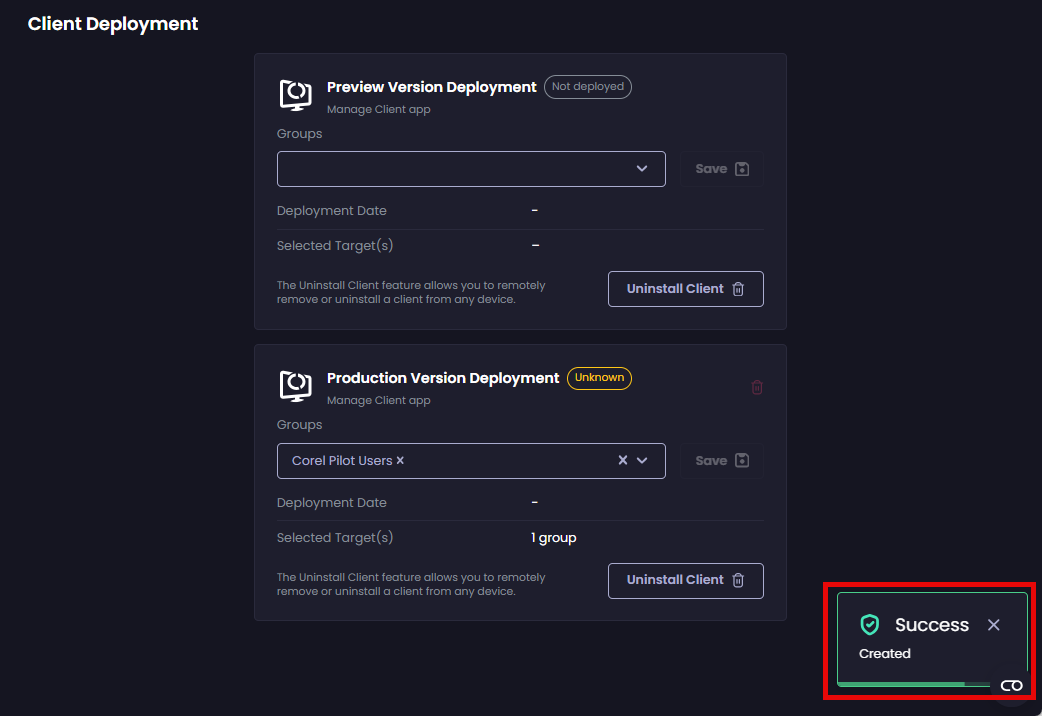 Client Deployment
Preview Version Deployment Not deployed
Manage Client app
Groups
Save
Deployment Date -
Selected Target(s) -
The Uninstall Client feature allows you to remotely
remove or uninstall a client from any device.
Uninstall Client
Production Version Deployment Unknown
Manage Client app
Groups
Corel Pilot Users ×
Save
Deployment Date -
Selected Target(s) 1 group
The Uninstall Client feature allows you to remotely
remove or uninstall a client from any device.
Uninstall Client
Success
Created